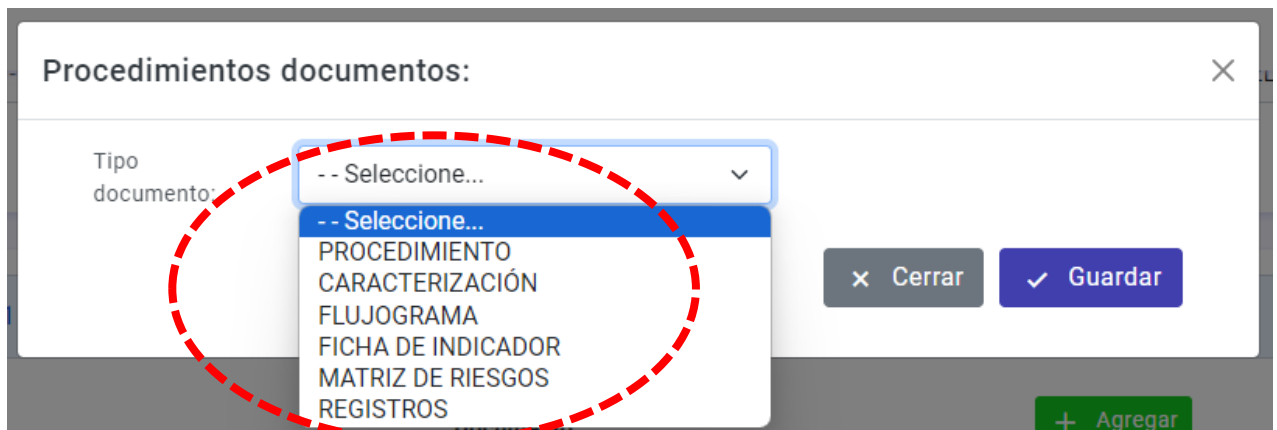 Procedimientos documentos:
Tipo
documento:
- - Seleccione...
- - Seleccione...
PROCEDIMIENTO
CARACTERIZACIÓN
FLUJOGRAMA
FICHA DE INDICADOR
MATRIZ DE RIESGOS
REGISTROS
Cerrar
Guardar
+ Agregar